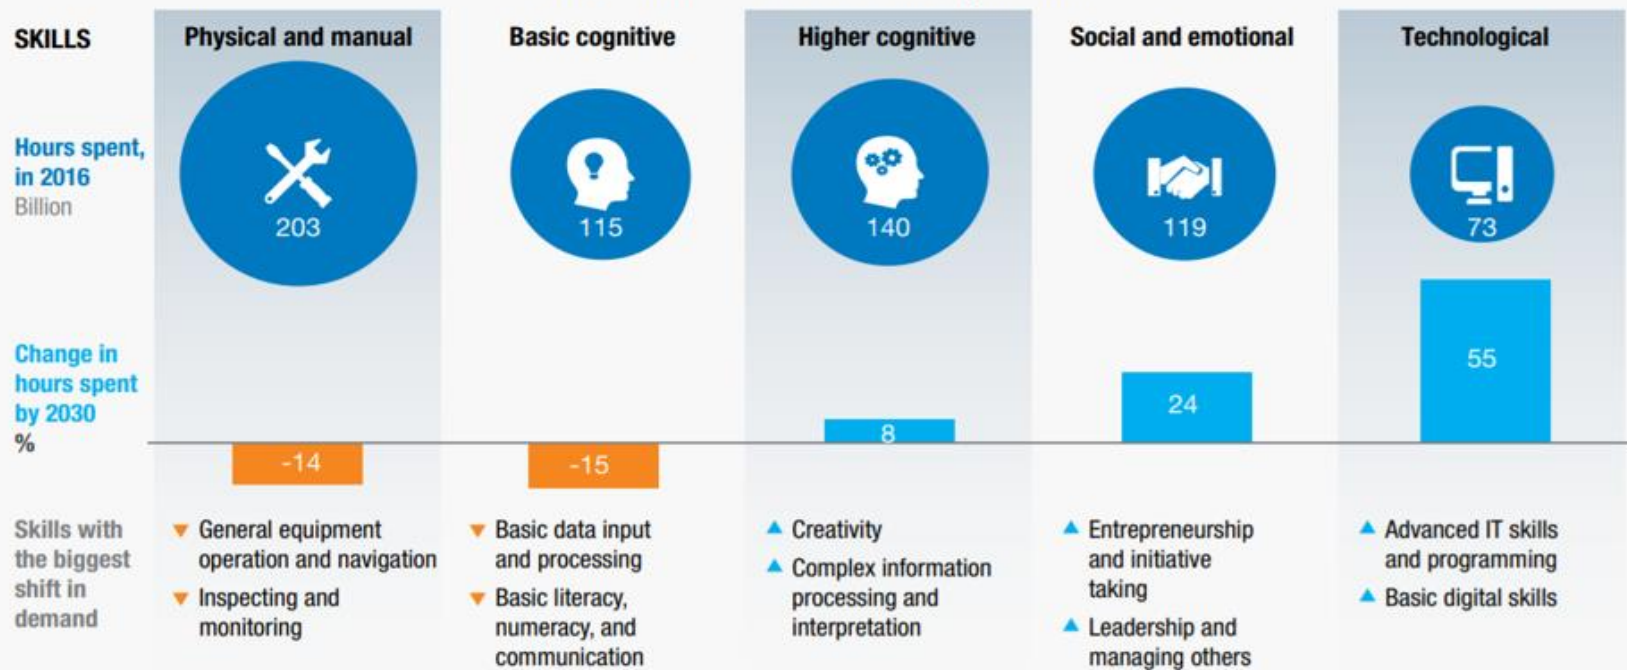 SKILLS
Physical and manual
Basic cognitive
Higher cognitive
Social and emotional
Technological
Hours spent,
in 2016
Billion
203
115
140
119
73
Change in
hours spent
by 2030
%
-14
-15
8
24
55
Skills with
the biggest
shift in
demand
General equipment
operation and navigation
Inspecting and
monitoring
Basic data input
and processing
Basic literacy,
numeracy, and
communication
Creativity
Complex information
processing and
interpretation
Entrepreneurship
and initiative
taking
Leadership and
managing others
Advanced IT skills
and programming
Basic digital skills